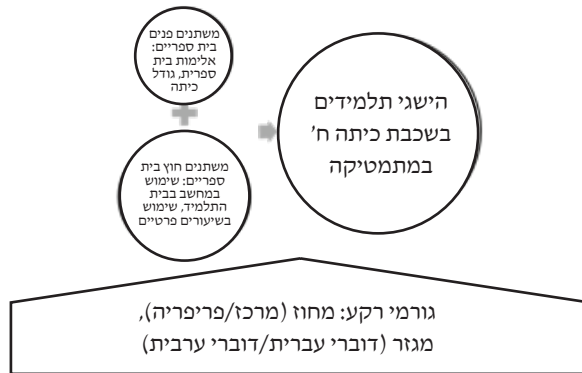 משתנים פנים
בית ספריים:
אלימות בית
ספרית, גודל
כיתה
משתנים חוץ בית
ספריים: שימוש
במחשב בבית
התלמיד, שימוש
בשיעורים פרטיים
הישגי תלמידים
בשכבת כיתה ח'
במתמטיקה
גורמי רקע: מחוז (מרכז/פריפריה),
מגזר (דוברי עברית/דוברי ערבית)